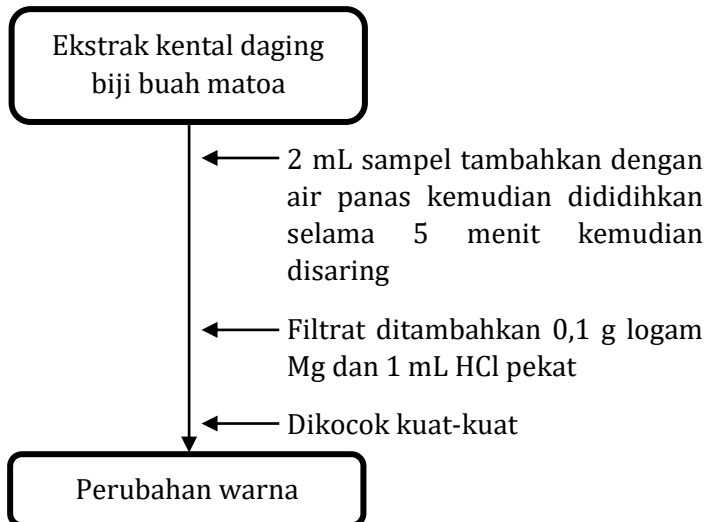 Ekstrak kental daging
biji buah matoa
2 mL sampel tambahkan dengan
air panas kemudian dididihkan
selama 5 menit kemudian
disaring
Filtrat ditambahkan 0,1 g logam
Mg dan 1 mL HCl pekat
Dikocok kuat-kuat
Perubahan warna